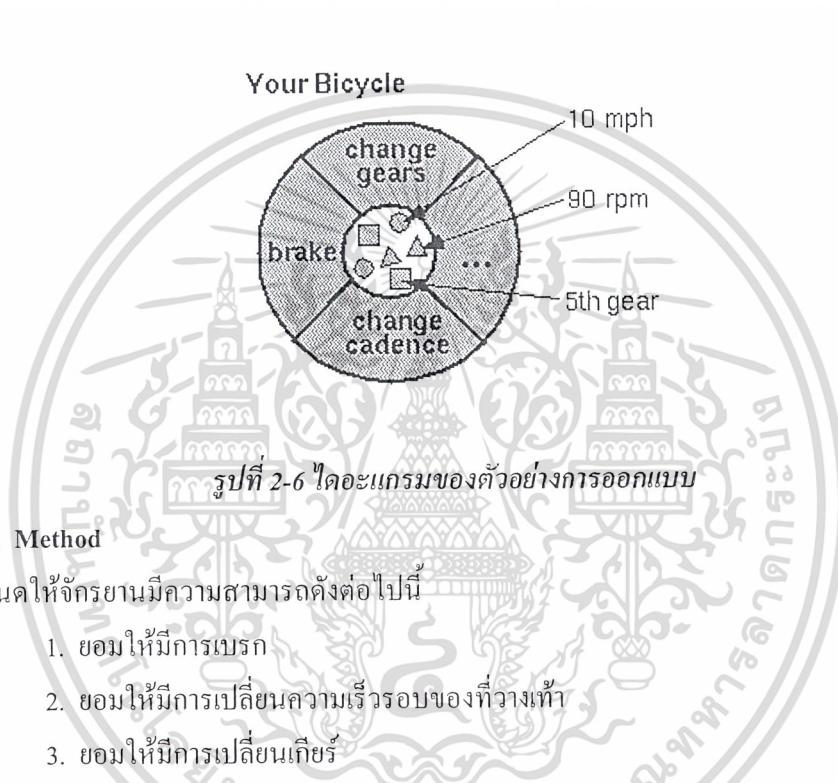 Your Bicycle
10 mph
change
gears
90 rpm
brake
...
5th gear
change
cadence
รูปที่ 2-6 ไดอะแกรมของตัวอย่างการออกแบบ
Method
นดให้จักรยานมีความสามารถดังต่อไปนี้
1. ยอมให้มีการเบรก
2. ยอมให้มีการเปลี่ยนความเร็วรอบของที่วางเท้า
3. ยอมให้มีการเปลี่ยนเกียร์